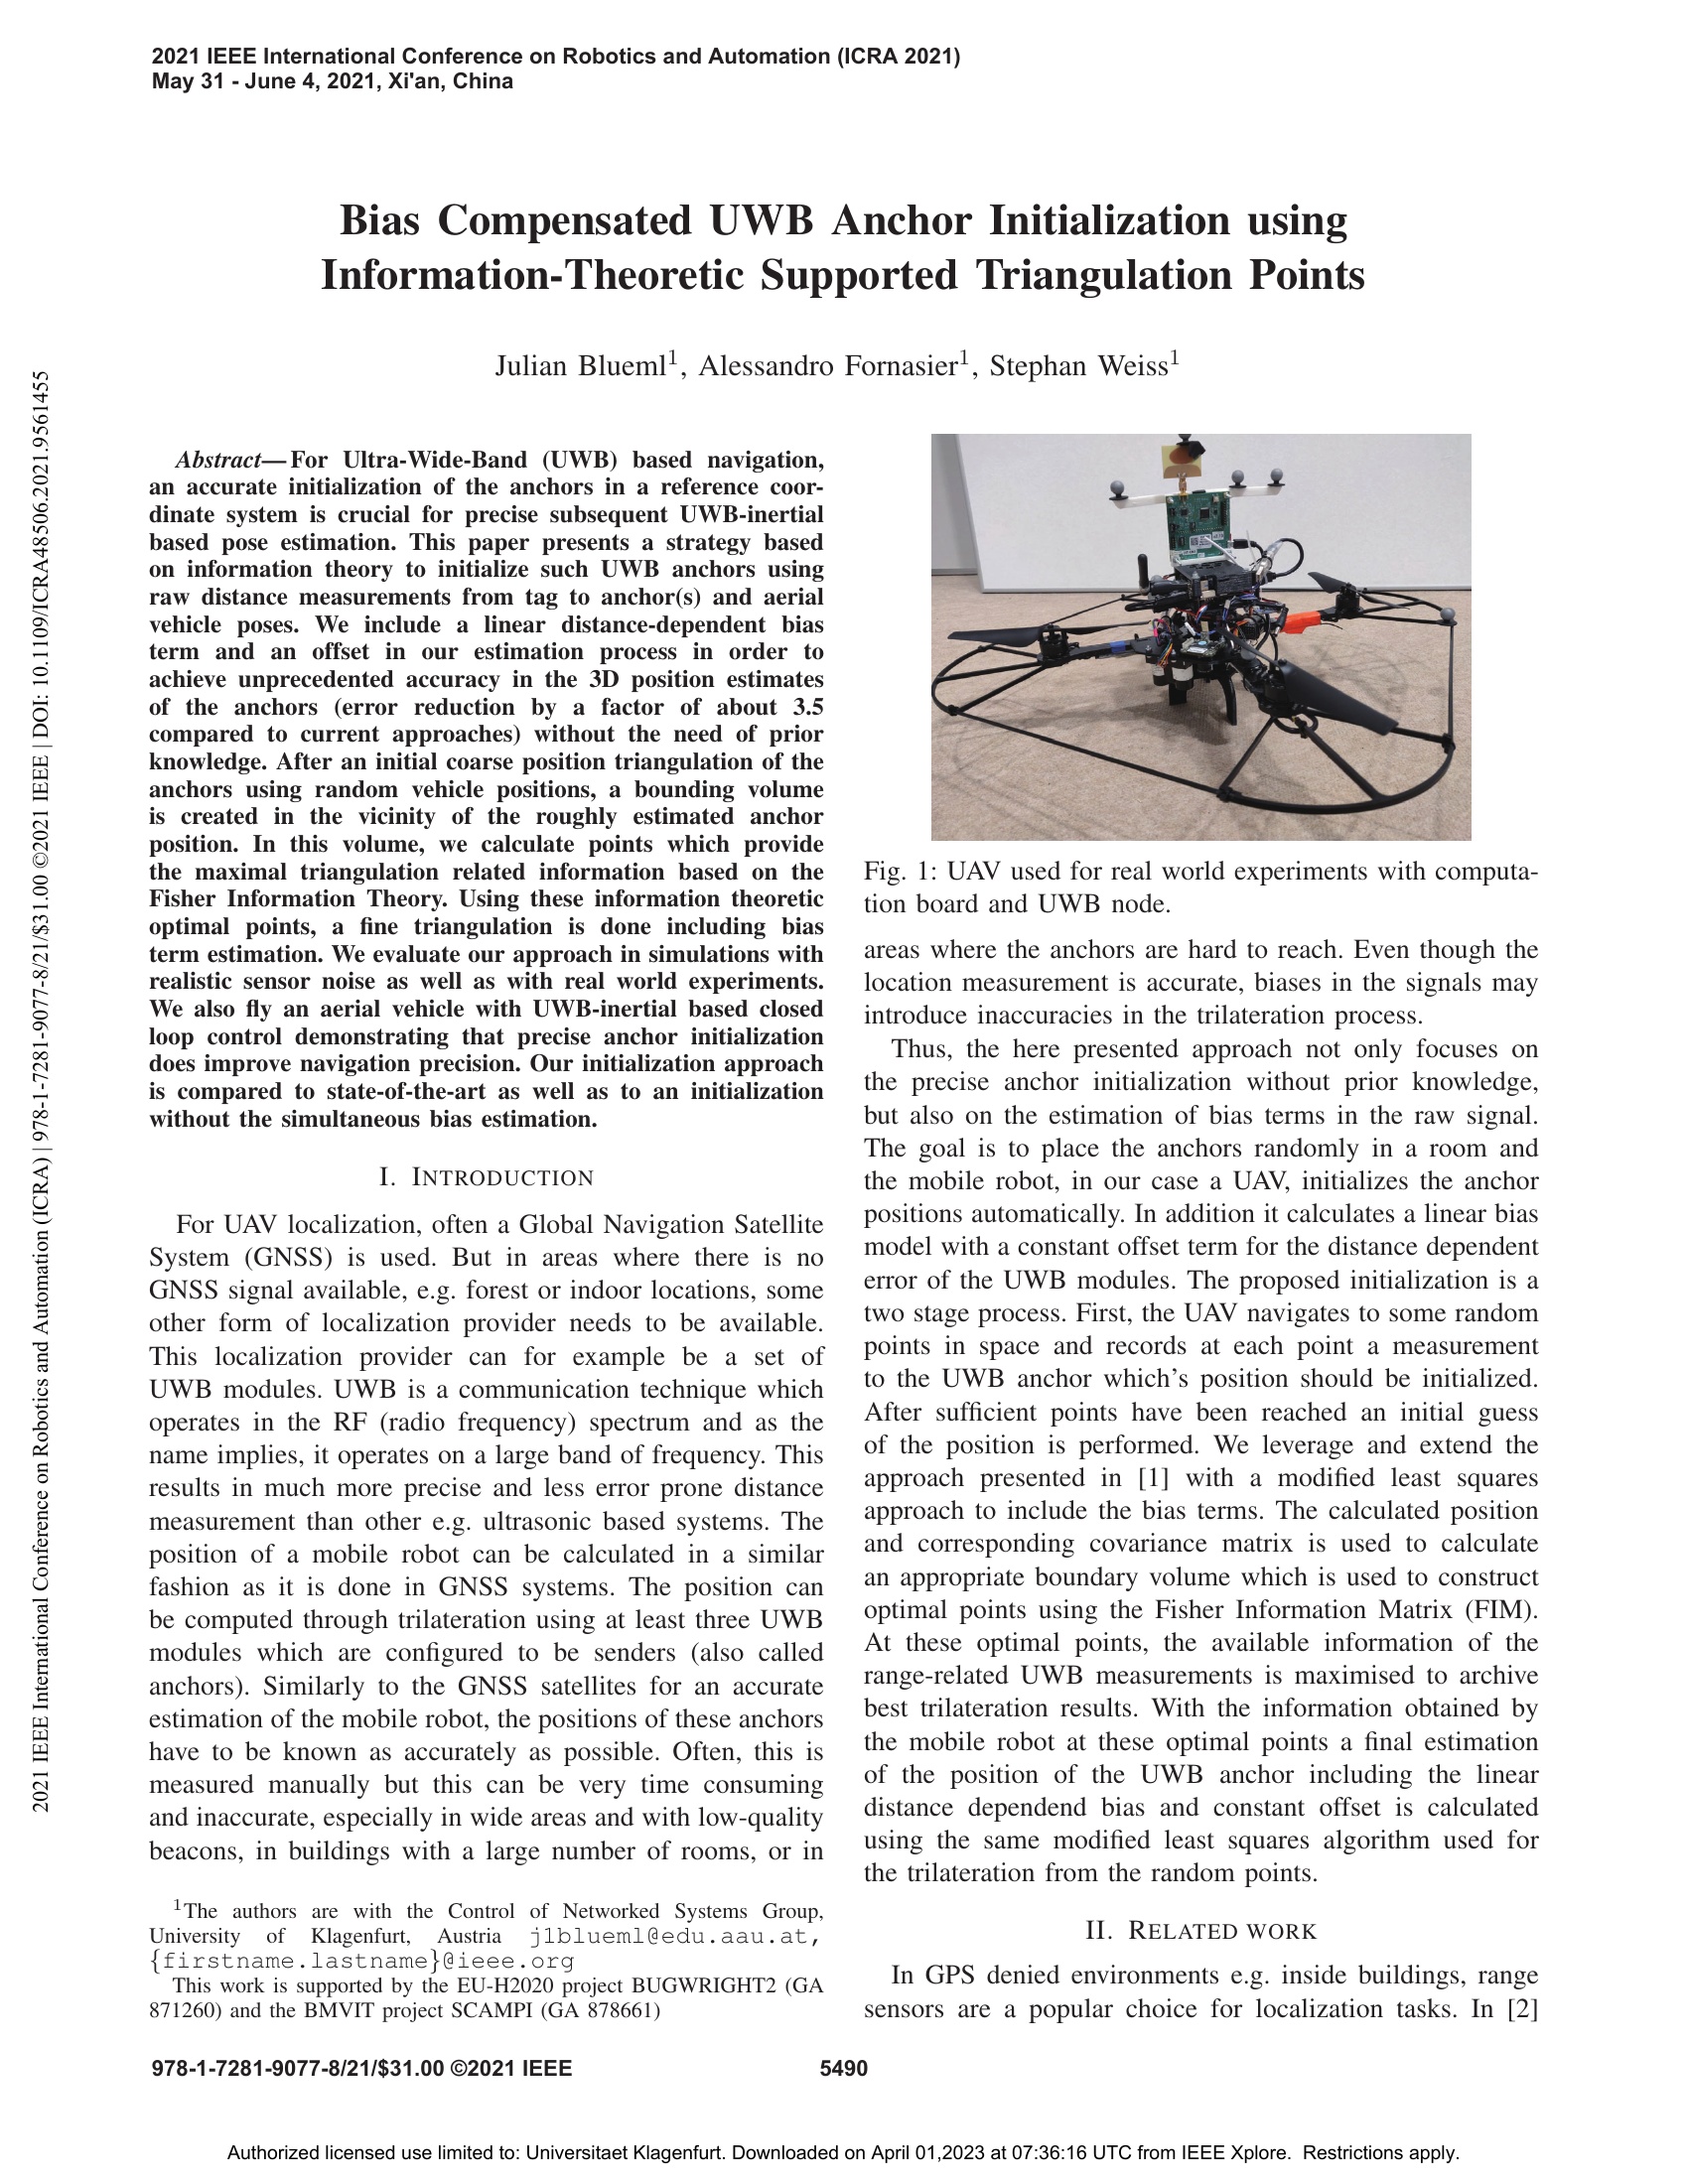 2021 IEEE International Conference on Robotics and Automation (ICRA 2021)
May 31 - June 4, 2021, Xi'an, China
Bias Compensated UWB Anchor Initialization using
Information-Theoretic Supported Triangulation Points
Julian Blueml1, Alessandro Fornasier1, Stephan Weiss1
Abstract—For Ultra-Wide-Band (UWB) based navigation,
an accurate initialization of the anchors in a reference coor-
dinate system is crucial for precise subsequent UWB-inertial
based pose estimation. This paper presents a strategy based
on information theory to initialize such UWB anchors using
raw distance measurements from tag to anchor(s) and aerial
vehicle poses. We include a linear distance-dependent bias
term and an offset in our estimation process in order to
achieve unprecedented accuracy in the 3D position estimates
of the anchors (error reduction by a factor of about 3.5
compared to current approaches) without the need of prior
knowledge. After an initial coarse position triangulation of the
anchors using random vehicle positions, a bounding volume
is created in the vicinity of the roughly estimated anchor
position. In this volume, we calculate points which provide
the maximal triangulation related information based on the
Fisher Information Theory. Using these information theoretic
optimal points, a fine triangulation is done including bias
term estimation. We evaluate our approach in simulations with
realistic sensor noise as well as with real world experiments.
We also fly an aerial vehicle with UWB-inertial based closed
loop control demonstrating that precise anchor initialization
does improve navigation precision. Our initialization approach
is compared to state-of-the-art as well as to an initialization
without the simultaneous bias estimation.
I. INTRODUCTION
For UAV localization, often a Global Navigation Satellite
System (GNSS) is used. But in areas where there is no
GNSS signal available, e.g. forest or indoor locations, some
other form of localization provider needs to be available.
This localization provider can for example be a set of
UWB modules. UWB is a communication technique which
operates in the RF (radio frequency) spectrum and as the
name implies, it operates on a large band of frequency. This
results in much more precise and less error prone distance
measurement than other e.g. ultrasonic based systems. The
position of a mobile robot can be calculated in a similar
fashion as it is done in GNSS systems. The position can
be computed through trilateration using at least three UWB
modules which are configured to be senders (also called
anchors). Similarly to the GNSS satellites for an accurate
estimation of the mobile robot, the positions of these anchors
have to be known as accurately as possible. Often, this is
measured manually but this can be very time consuming
and inaccurate, especially in wide areas and with low-quality
beacons, in buildings with a large number of rooms, or in
1The authors are with the Control of Networked Systems Group,
University of Klagenfurt, Austria j1blueml@edu.aau.at,
{firstname.lastname}@ieee.org
This work is supported by the EU-H2020 project BUGWRIGHT2 (GA
871260) and the BMVIT project SCAMPI (GA 878661)
Fig. 1: UAV used for real world experiments with computa-
tion board and UWB node.
areas where the anchors are hard to reach. Even though the
location measurement is accurate, biases in the signals may
introduce inaccuracies in the trilateration process.
Thus, the here presented approach not only focuses on
the precise anchor initialization without prior knowledge,
but also on the estimation of bias terms in the raw signal.
The goal is to place the anchors randomly in a room and
the mobile robot, in our case a UAV, initializes the anchor
positions automatically. In addition it calculates a linear bias
model with a constant offset term for the distance dependent
error of the UWB modules. The proposed initialization is a
two stage process. First, the UAV navigates to some random
points in space and records at each point a measurement
to the UWB anchor which's position should be initialized.
After sufficient points have been reached an initial guess
of the position is performed. We leverage and extend the
approach presented in [1] with a modified least squares
approach to include the bias terms. The calculated position
and corresponding covariance matrix is used to calculate
an appropriate boundary volume which is used to construct
optimal points using the Fisher Information Matrix (FIM).
At these optimal points, the available information of the
range-related UWB measurements is maximised to archive
best trilateration results. With the information obtained by
the mobile robot at these optimal points a final estimation
of the position of the UWB anchor including the linear
distance dependend bias and constant offset is calculated
using the same modified least squares algorithm used for
the trilateration from the random points.
II. RELATED WORK
In GPS denied environments e.g. inside buildings, range
sensors are a popular choice for localization tasks. In [2]
978-1-7281-9077-8/21/$31.00 ©2021 IEEE
5490
Authorized licensed use limited to: Universitaet Klagenfurt. Downloaded on April 01,2023 at 07:36:16 UTC from IEEE Xplore. Restrictions apply.
2021 IEEE International Conference on Robotics and Automation (ICRA) | 978-1-7281-9077-8/21/$31.00 ©2021 IEEE | DOI: 10.1109/ICRA48506.2021.9561455